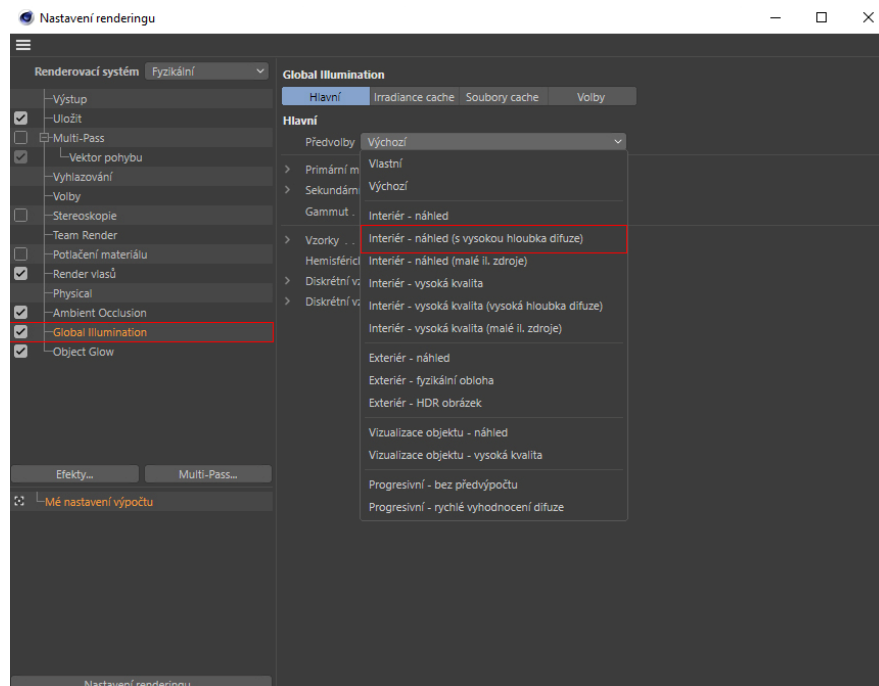 Nastavení renderingu
Renderovací systém Fyzikální
Výstup
Uložit
Multi-Pass
Vektor pohybu
Vyhlazování
Volby
Stereoskopie
Team Render
Potlačení materiálu
Render vlasů
Physical
Ambient Occlusion
Global Illumination
Object Glow
Efekty... Multi-Pass...
Mé nastavení výpočtu
Nastavení renderingu
Global Illumination
Hlavní Irradiance cache Soubory cache Volby
Hlavní
Předvolby Výchozí
Primární m
Sekundárn
Gammut .
Vzorky . .
Hemisféric
Diskrétní vz
Diskrétní vz
Vlastní
Výchozí
Interiér - náhled
Interiér - náhled (s vysokou hloubka difuze)
Interiér - náhled (malé il. zdroje)
Interiér - vysoká kvalita
Interiér - vysoká kvalita (vysoká hloubka difuze)
Interiér - vysoká kvalita (malé il. zdroje)
Exteriér - náhled
Exteriér - fyzikální obloha
Exteriér - HDR obrázek
Vizualizace objektu - náhled
Vizualizace objektu - vysoká kvalita
Progresivní - bez předvýpočtu
Progresivní - rychlé vyhodnocení difuze